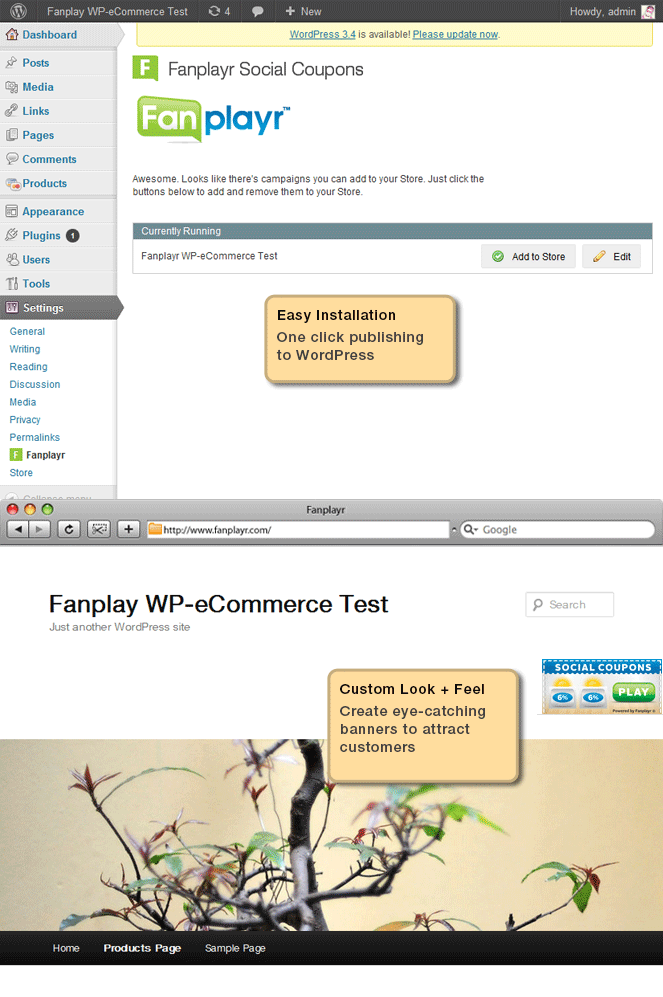 Fanplayr WP-eCommerce Test 4 New Howdy, admin
Dashboard
Posts
Media
Links
Pages
Comments
Products
Appearance
Plugins 1
Users
Tools
Settings
General
Writing
Reading
Discussion
Media
Privacy
Permalinks
F Fanplayr
Store
Collapse menu
WordPress 3.4 is available! Please update now.
F Fanplayr Social Coupons
Fanplayr™
Awesome. Looks like there's campaigns you can add to your Store. Just click the
buttons below to add and remove them to your Store.
Currently Running
Fanplayr WP-eCommerce Test Add to Store Edit
Easy Installation
One click publishing
to WordPress
Fanplayr
http://www.fanplayr.com/ Google
Fanplay WP-eCommerce Test
Just another WordPress site
Search
SOCIAL COUPONS
6% 6% PLAY
Powered by Fanplayr
Custom Look + Feel
Create eye-catching
banners to attract
customers
Home Products Page Sample Page